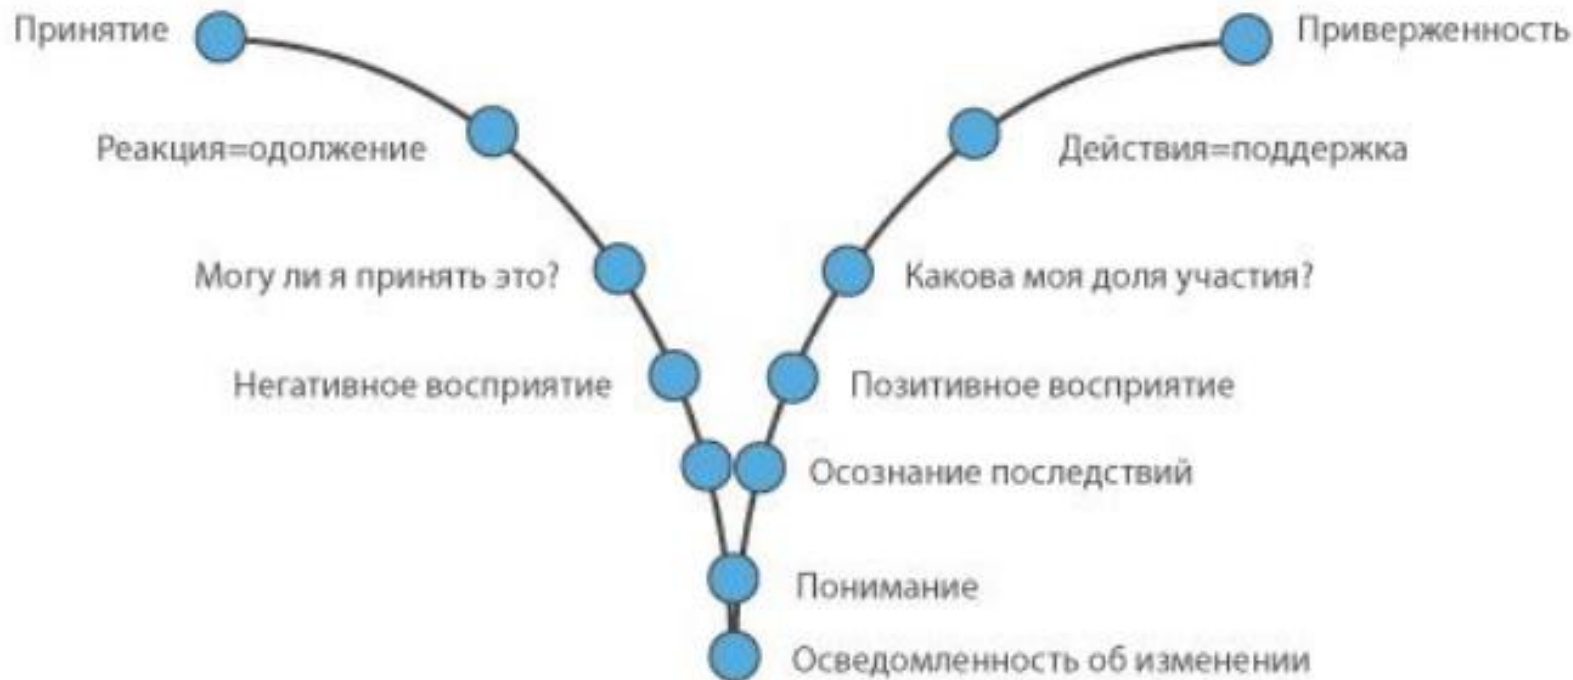 Принятие
Приверженность
Реакция=одолжение
Действия=поддержка
Могу ли я принять это?
Какова моя доля участия?
Негативное восприятие
Позитивное восприятие
Осознание последствий
Понимание
Осведомленность об изменении